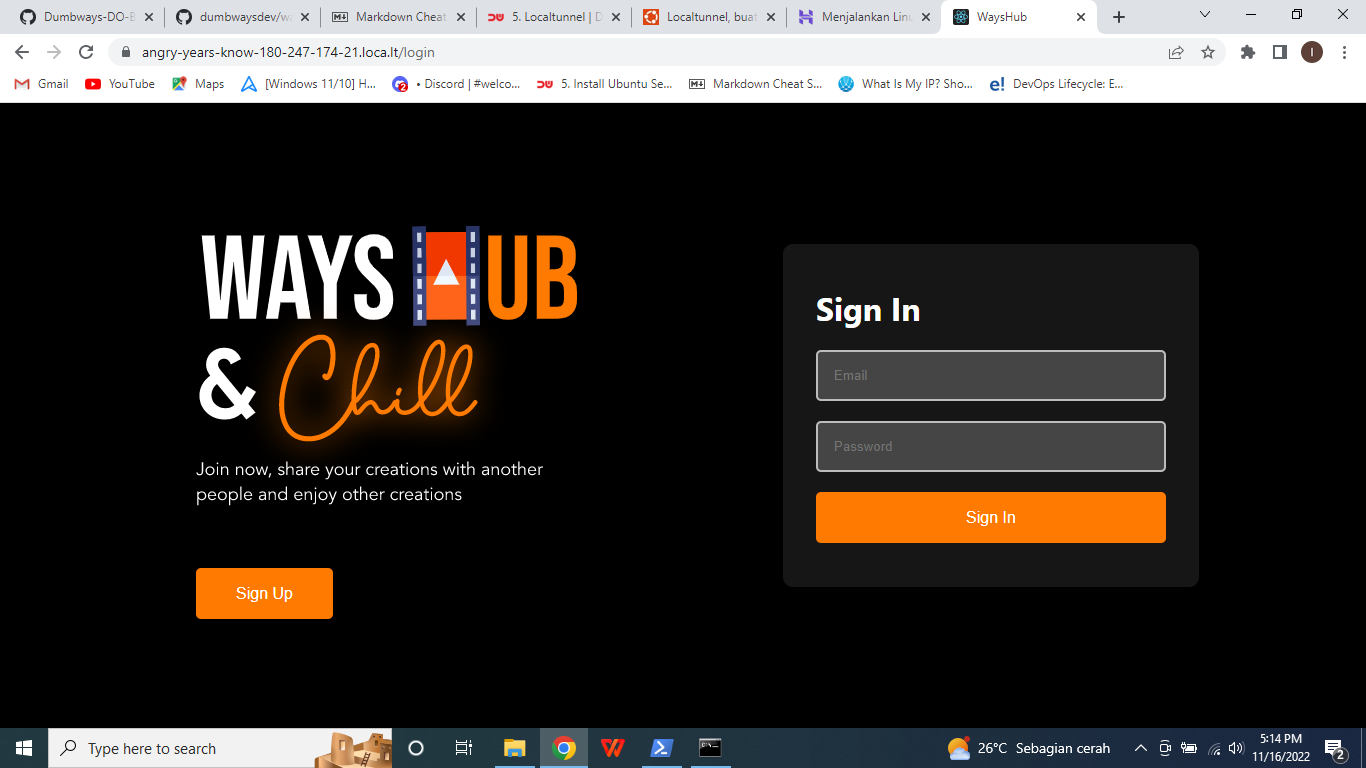 Dumbways-DO-B
dumbwaysdev/wa
Markdown Cheat
5. Localtunnel | D
Localtunnel, buat
Menjalankan Linu
WaysHub
angry-years-know-180-247-174-21.loca.lt/login
Gmail
YouTube
Maps
[Windows 11/10] H...
• Discord | #welco...
5. Install Ubuntu Se...
Markdown Cheat S...
What Is My IP? Sho...
DevOps Lifecycle: E...
WAYS HUB
& Chill
Join now, share your creations with another
people and enjoy other creations
Sign Up
Sign In
Email
Password
Sign In
Type here to search
26°C Sebagian cerah
5:14 PM
11/16/2022
2